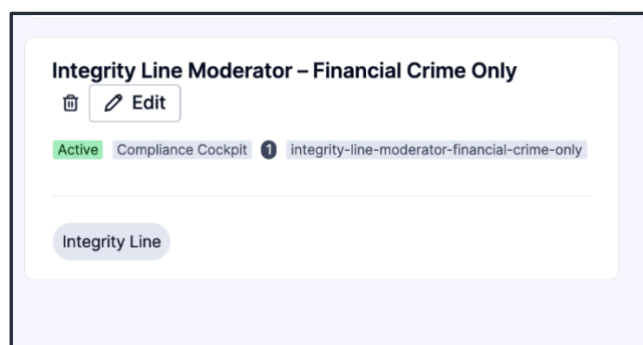 Integrity Line Moderator – Financial Crime Only
Edit
Active Compliance Cockpit 1 integrity-line-moderator-financial-crime-only
Integrity Line